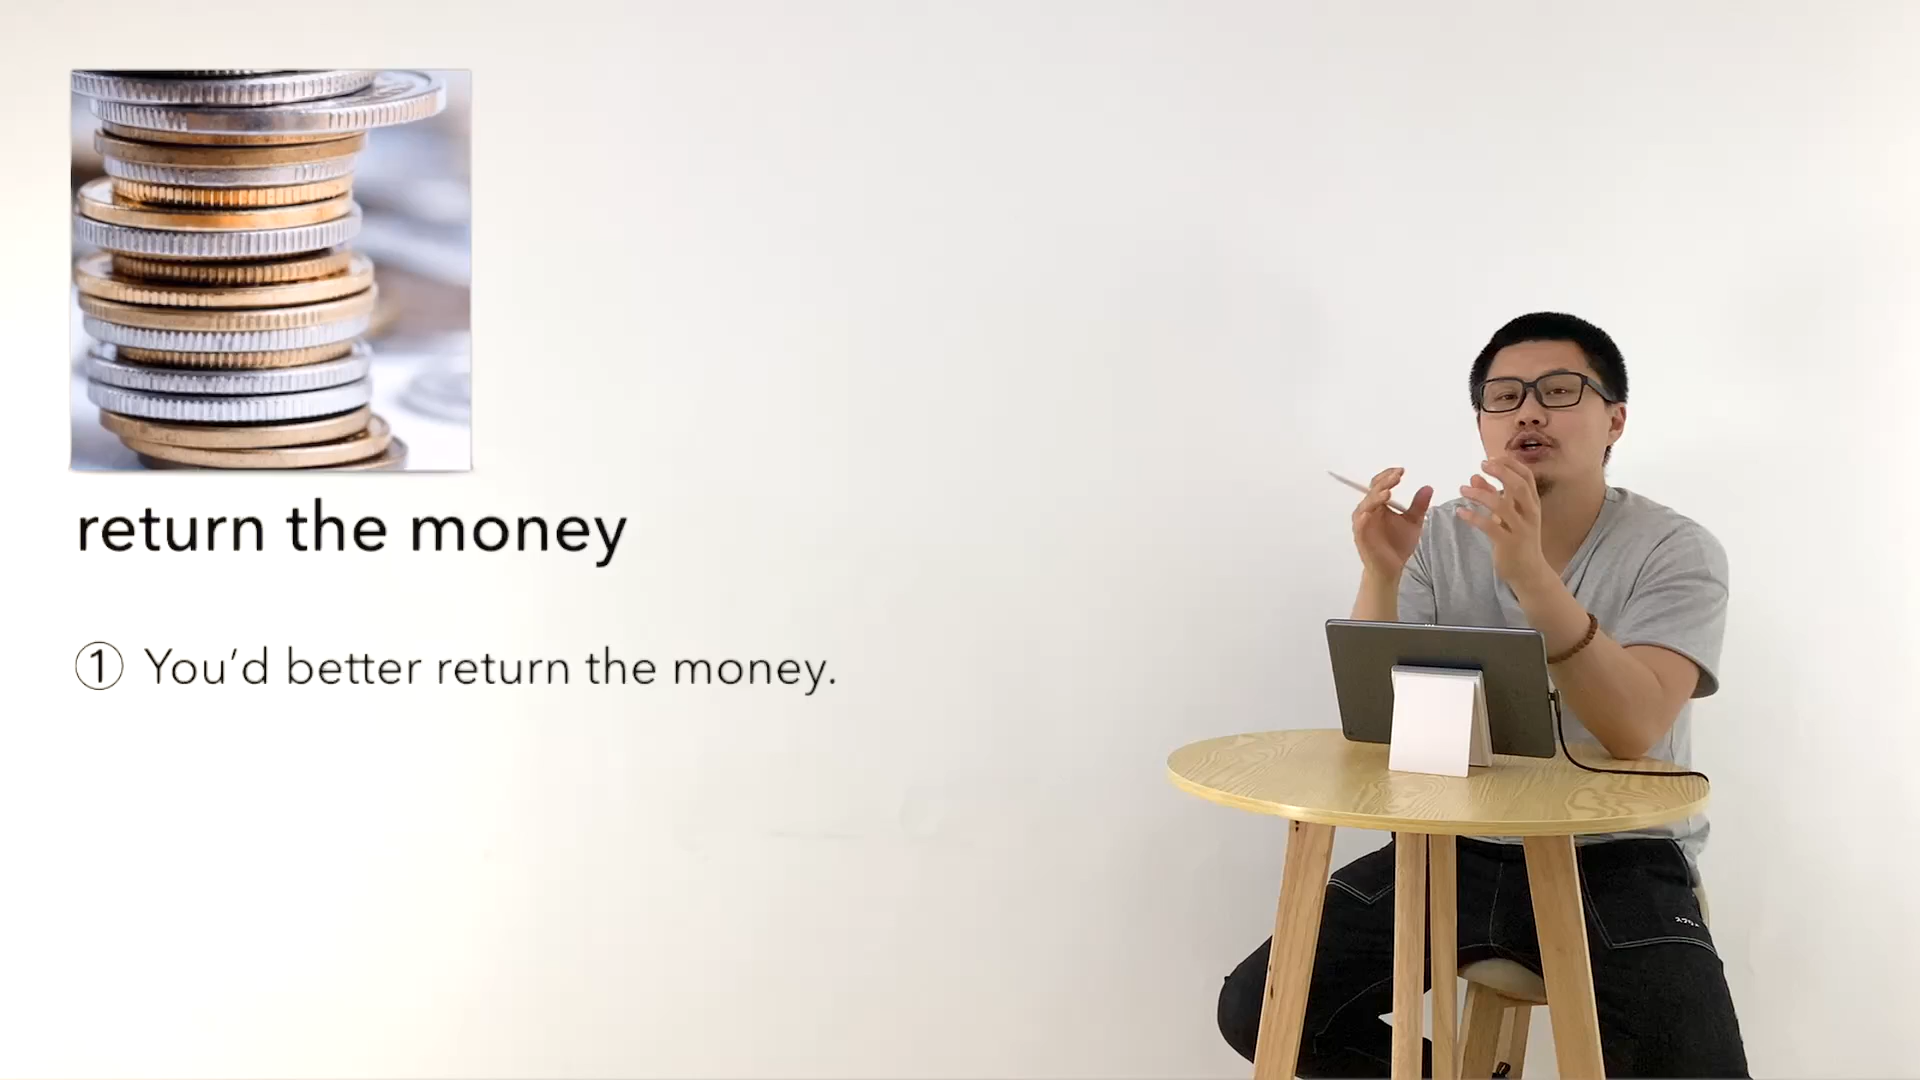 return the money
① You’d better return the money.